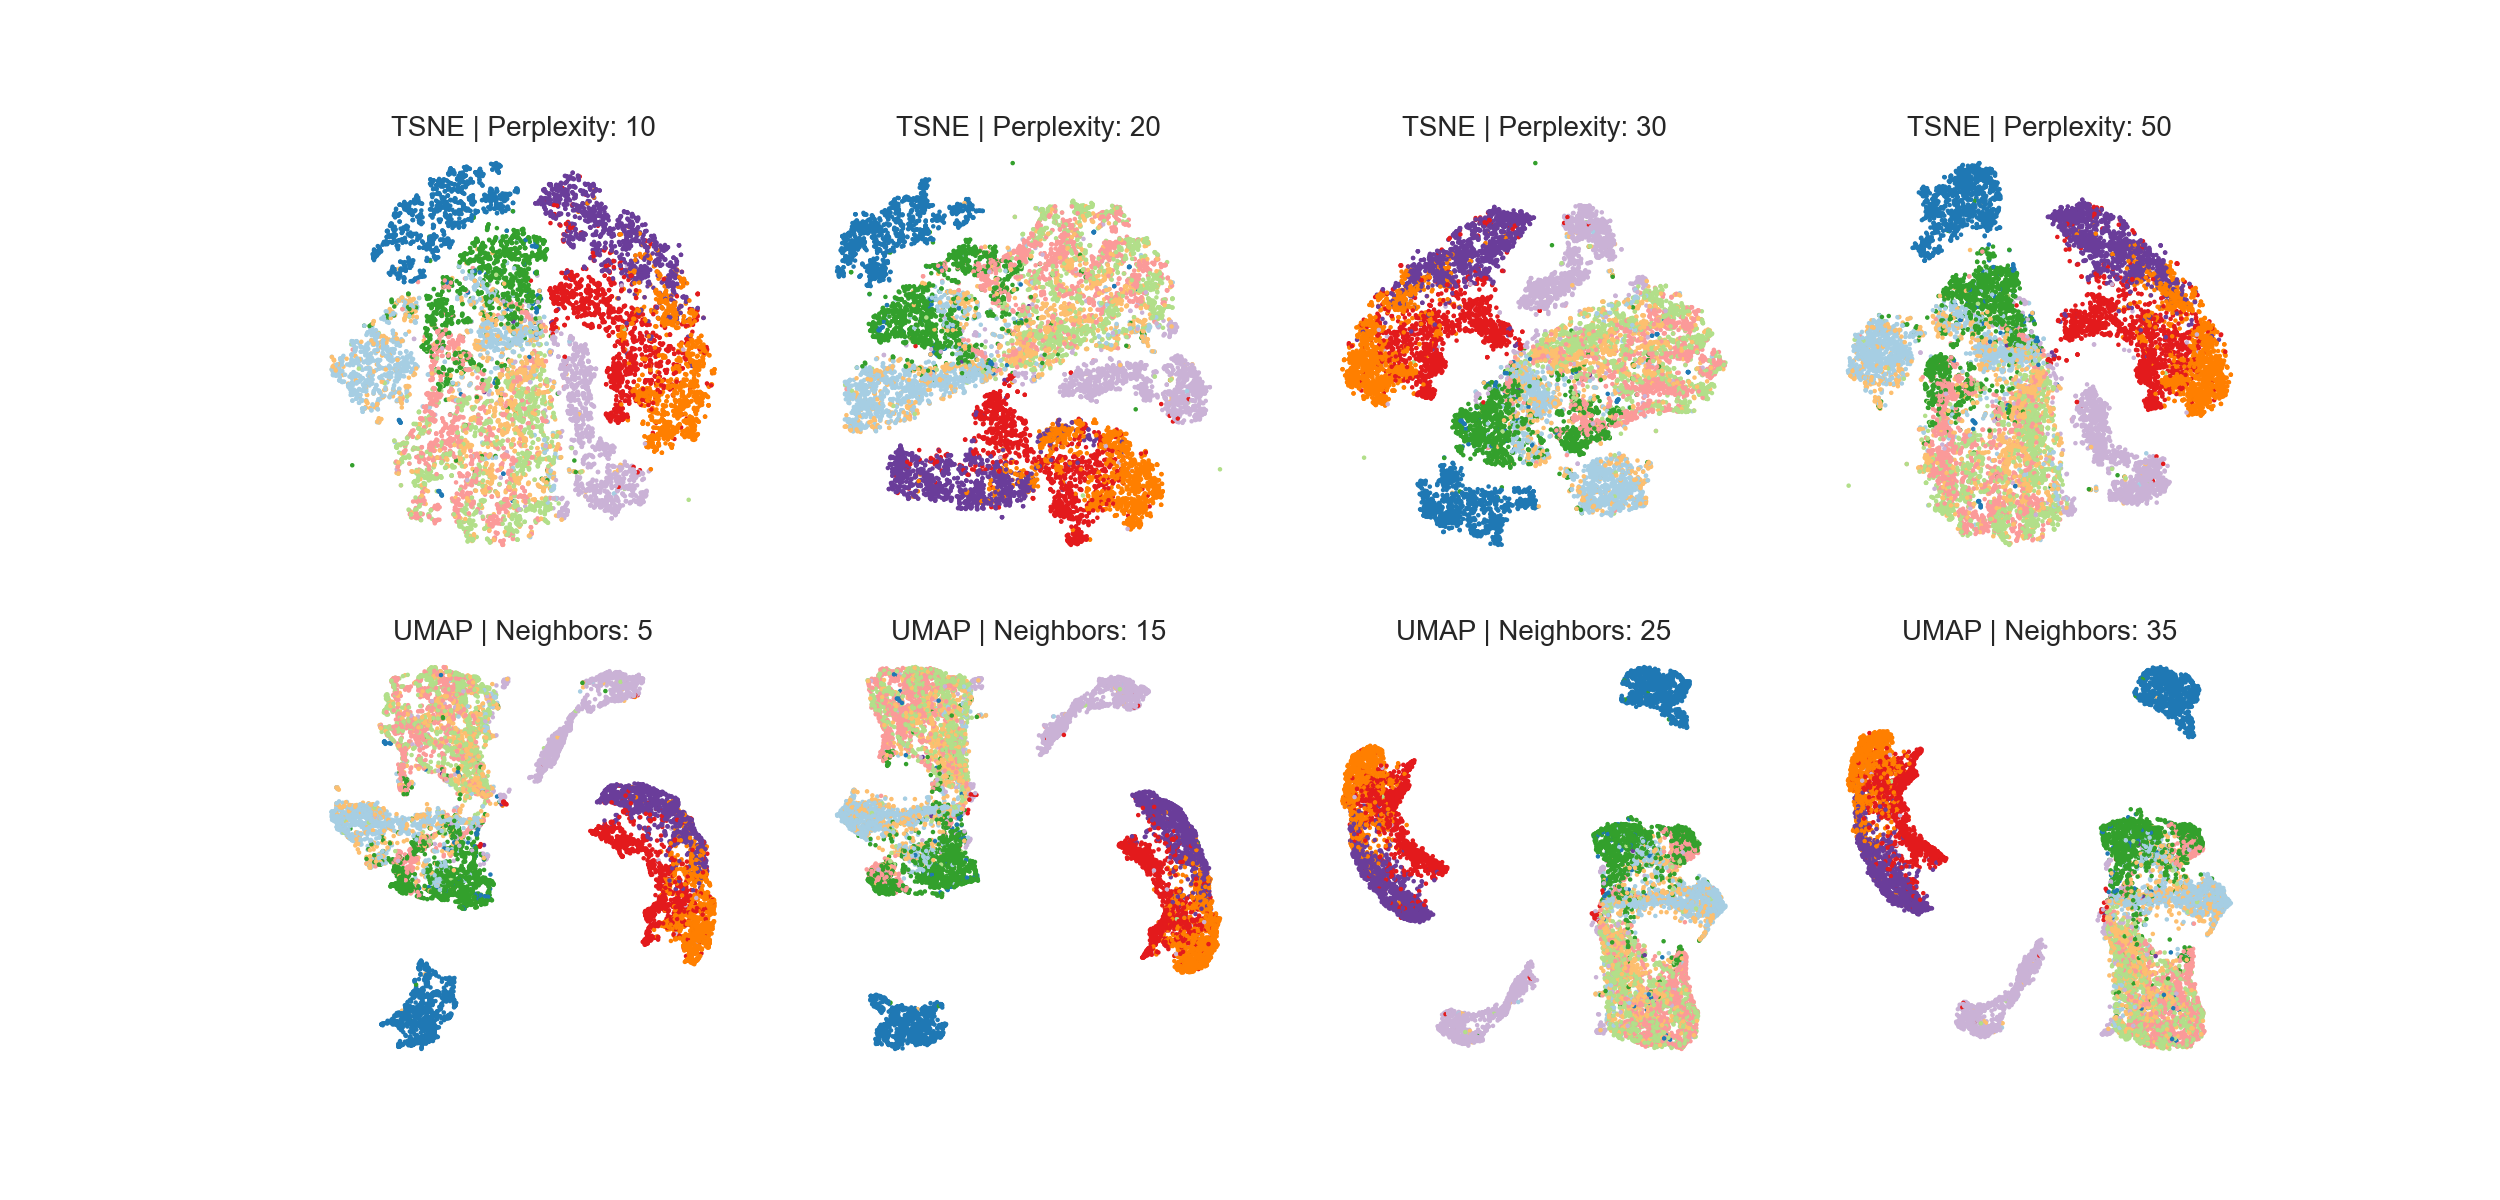 TSNE | Perplexity: 10
TSNE | Perplexity: 20
TSNE | Perplexity: 30
TSNE | Perplexity: 50
UMAP | Neighbors: 5
UMAP | Neighbors: 15
UMAP | Neighbors: 25
UMAP | Neighbors: 35